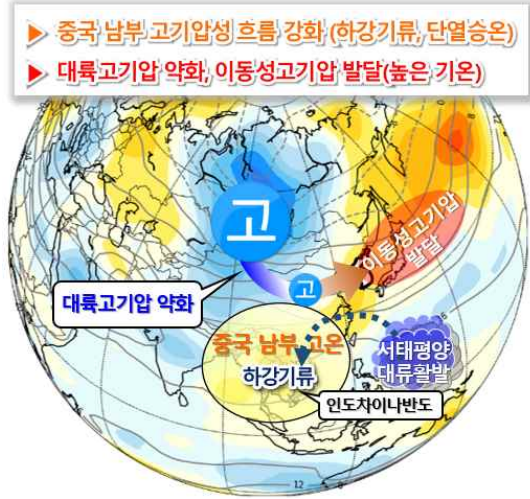 ▶ 중국 남부 고기압성 흐름 강화 (하강기류, 단열승온)
▶ 대륙고기압 약화, 이동성고기압 발달(높은 기온)
고
이동성고기압
발달
고
대륙고기압 약화
중국 남부 고온
하강기류
서태평양
대류활발
인도차이나반도
12